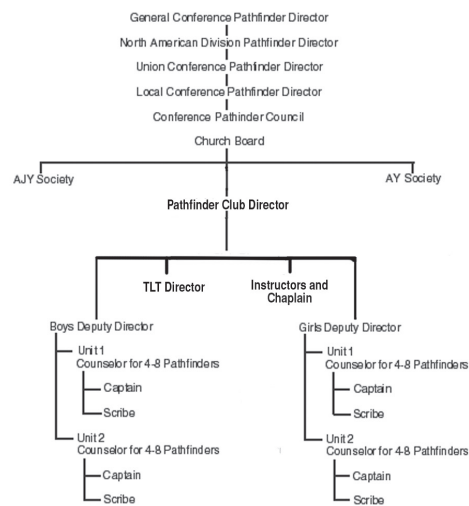 General Conference Pathfinder Director
North American Division Pathfinder Director
Union Conference Pathfinder Director
Local Conference Pathfinder Director
Conference Pathinder Council
Church Board
AJY Society
AY Society
Pathfinder Club Director
TLT Director
Instructors and
Chaplain
Boys Deputy Director
Unit 1
Counselor for 4-8 Pathfinders
Captain
Scribe
Unit 2
Counselor for 4-8 Pathfinders
Captain
Scribe
Girls Deputy Director
Unit 1
Counselor for 4-8 Pathfinders
Captain
Scribe
Unit 2
Counselor for 4-8 Pathfinders
Captain
Scribe